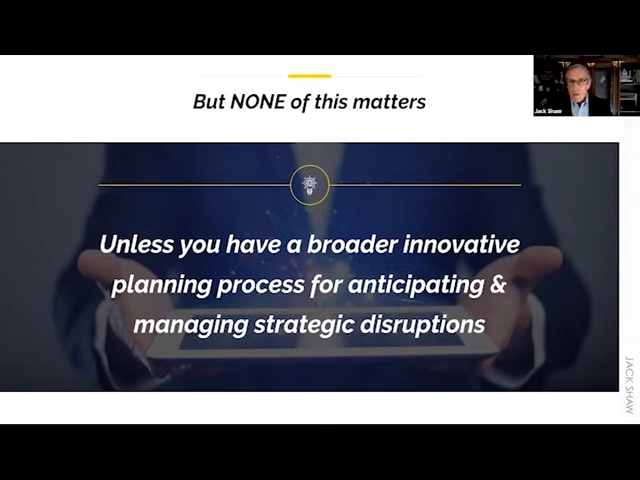 But NONE of this matters
Jack Shaw
Unless you have a broader innovative
planning process for anticipating &
managing strategic disruptions
JACK SHAW